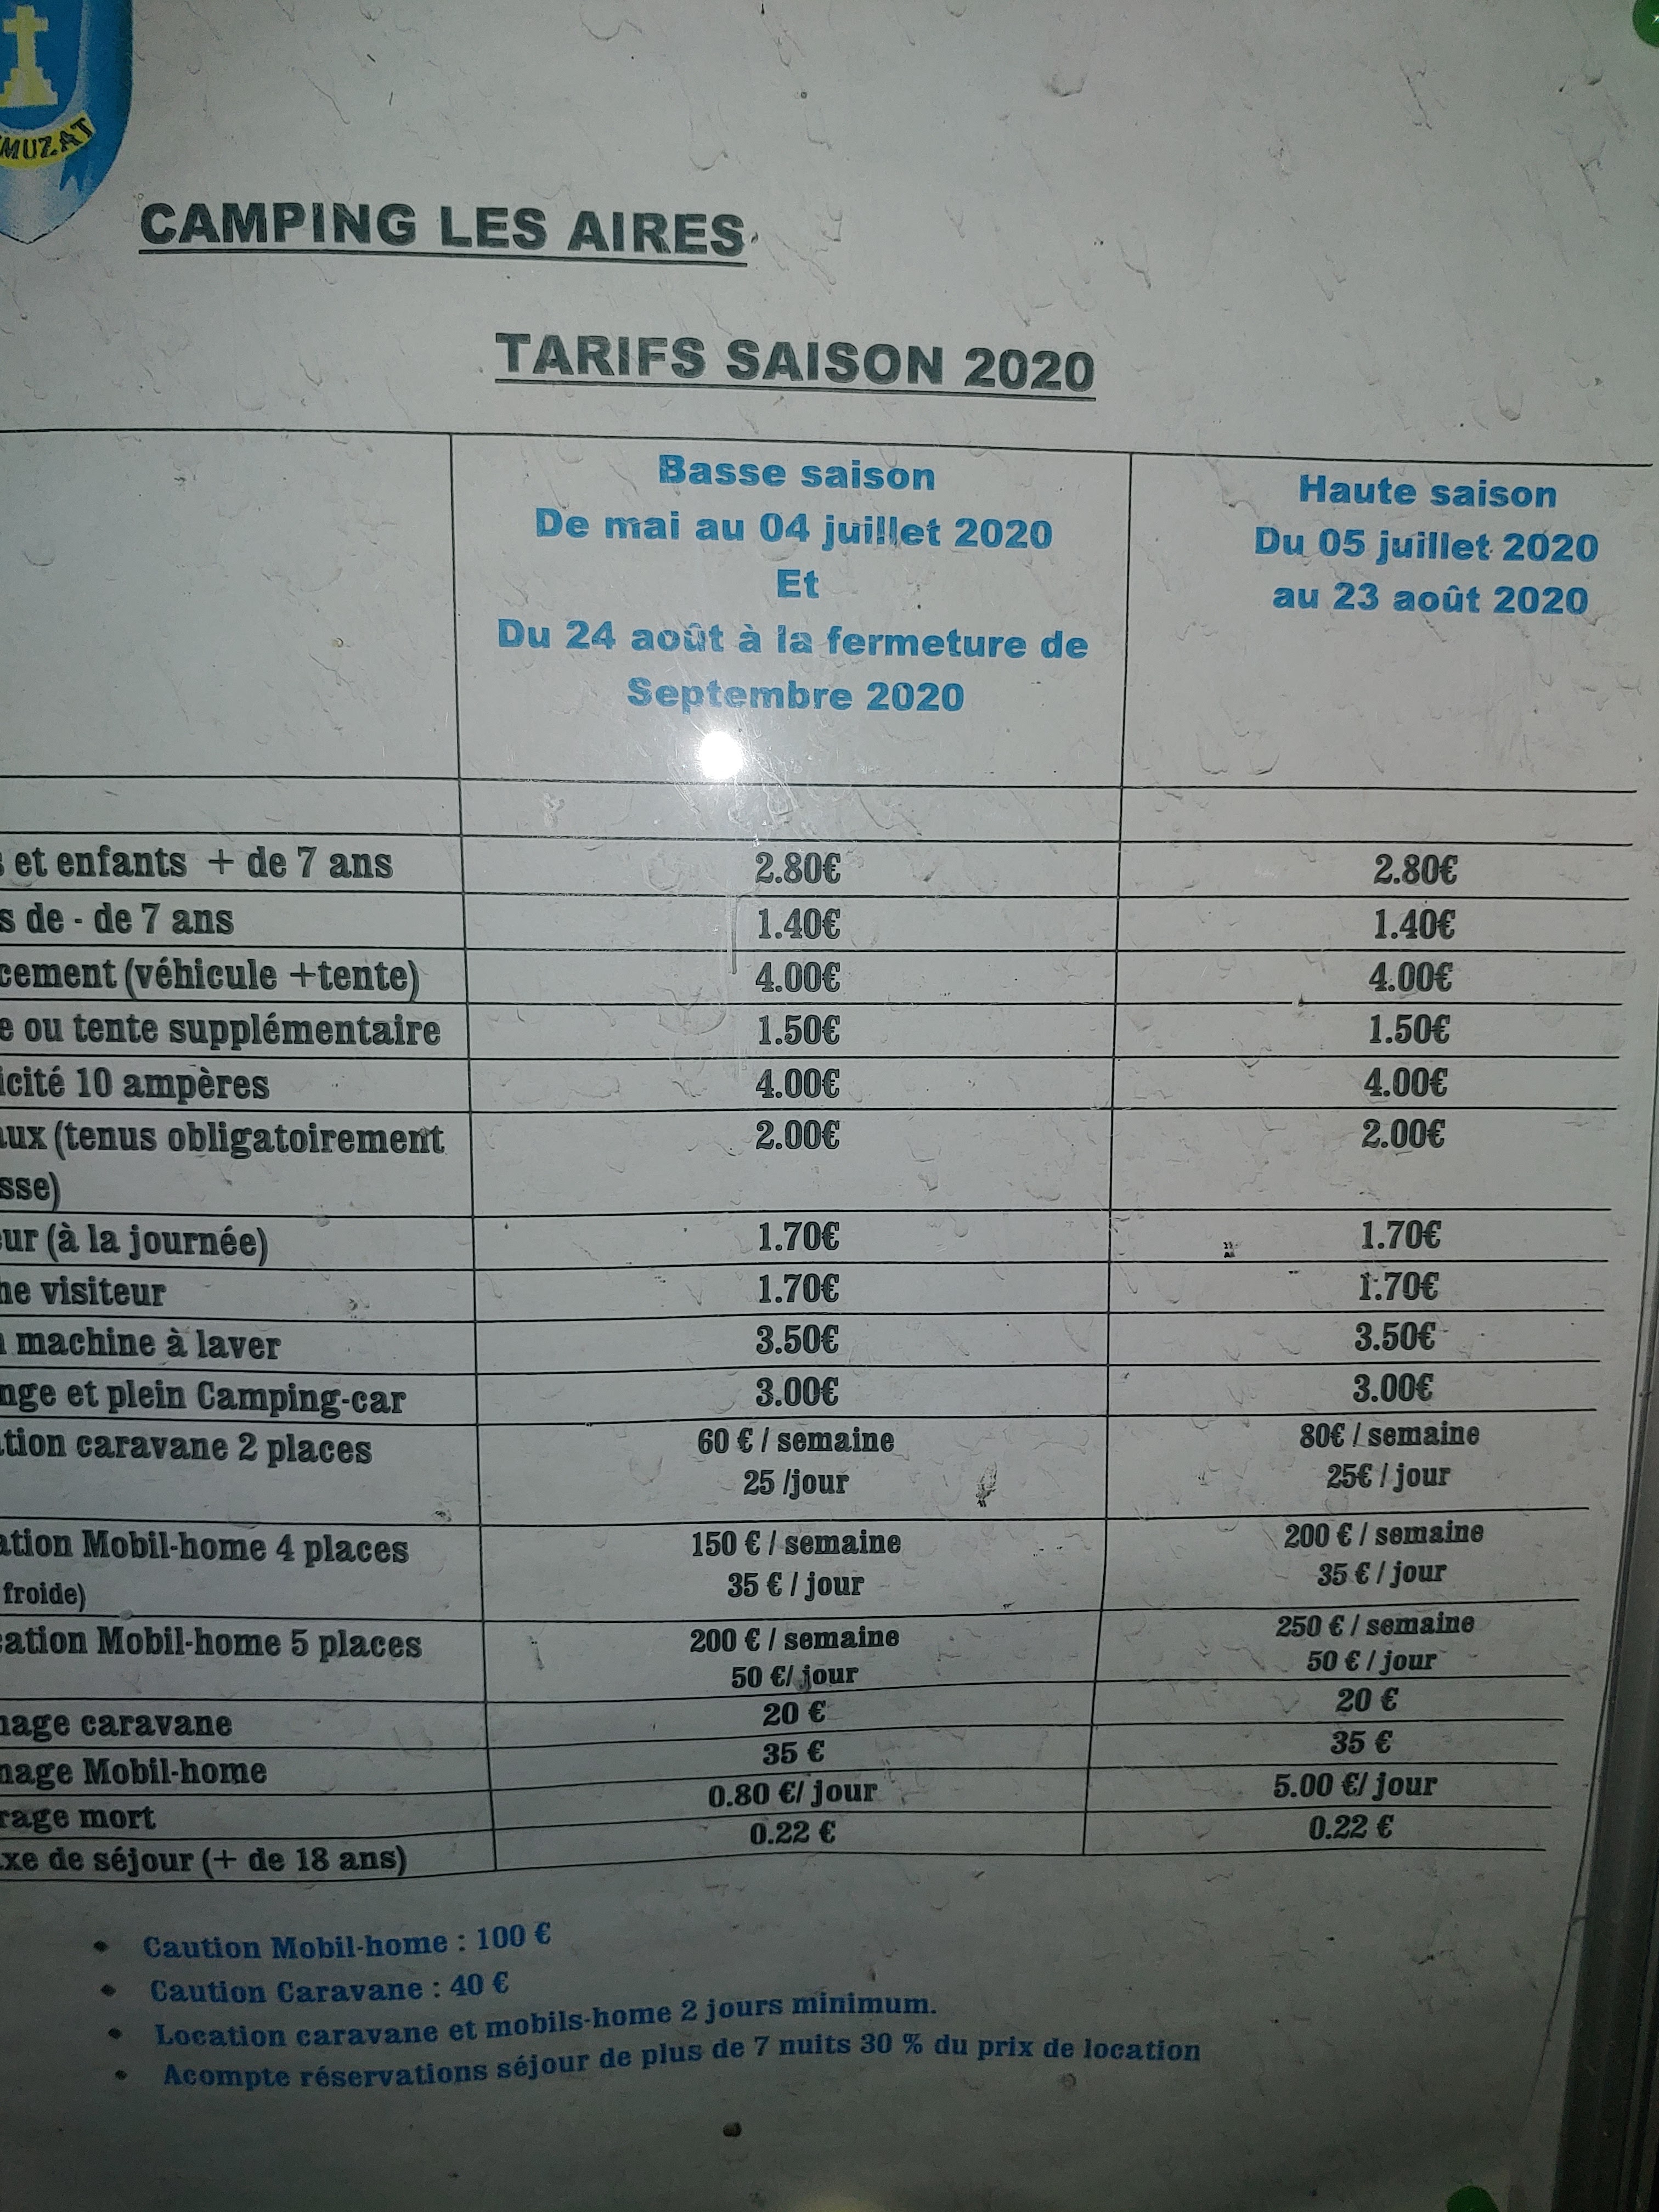 MUZAT
CAMPING LES AIRES
TARIFS SAISON 2020
Basse saison
De mai au 04 juillet 2020
Et
Du 24 août à la fermeture de
Septembre 2020
Haute saison
Du 05 juillet 2020
au 23 août 2020
s et enfants + de 7 ans 2.80€ 2.80€
s de - de 7 ans 1.40€ 1.40€
cement (véhicule +tente) 4.00€ 4.00€
e ou tente supplémentaire 1.50€ 1.50€
icité 10 ampères 4.00€ 4.00€
aux (tenus obligatoirement 2.00€ 2.00€
sse)
eur (à la journée) 1.70€ 1.70€
he visiteur 1.70€ 1.70€
n machine à laver 3.50€ 3.50€
nge et plein Camping-car 3.00€ 3.00€
tion caravane 2 places 60 € / semaine 80€ / semaine
25 /jour 25€ / jour
ation Mobil-home 4 places 150 € / semaine 200 € / semaine
froide) 35 € / jour 35 € / jour
cation Mobil-home 5 places 200 € / semaine 250 € / semaine
50 €/ jour 50 € / jour
nage caravane 20 € 20 €
nage Mobil-home 35 € 35 €
rage mort 0.80 €/ jour 5.00 €/ jour
xe de séjour (+ de 18 ans) 0.22 € 0.22 €
• Caution Mobil-home : 100 €
• Caution Caravane : 40 €
• Location caravane et mobils-home 2 jours minimum.
• Acompte réservations séjour de plus de 7 nuits 30 % du prix de location